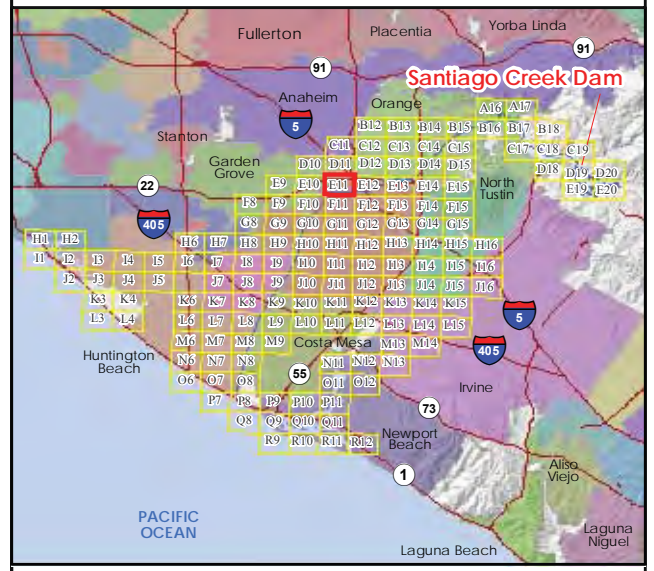 Fullerton
Placentia
Yorba Linda
91
91
Santiago Creek Dam
Anaheim
Orange
A16 A17
5
B12 B13 B14 B15 B16 B17 B18
Stanton
C11 C12 C13 C14 C15 C17 C18 C19
Garden
Grove
D10 D11 D12 D13 D14 D15 D18 D19 D20
22
E9 E10 E11 E12 E13 E14 E15 E19 E20
North
Tustin
F8 F9 F10 F11 F12 F13 F14 F15
405
G8 G9 G10 G11 G12 G13 G14 G15
H1 H2 H6 H7 H8 H9 H10 H11 H12 H13 H14 H15 H16
I1 I2 I3 I4 I5 I6 I7 I8 I9 I10 I11 I12 I13 I14 I15 I16
J2 J3 J4 J5 J7 J8 J9 J10 J11 J12 J13 J14 J15 J16
K3 K4 K6 K7 K8 K9 K10 K11 K12 K13 K14 K15
5
L3 L4 L6 L7 L8 L9 L10 L11 L12 L13 L14 L15
M6 M7 M8 M9 Costa Mesa M13 M14
405
Huntington
Beach
N6 N7 N8 N11 N12 N13
55
O6 O7 O8 O11 O12
Irvine
P7 P8 P9 P10 P11
73
Q8 Q9 Q10 Q11
Newport
Beach
R9 R10 R11 R12
1
Aliso
Viejo
PACIFIC
OCEAN
Laguna
Niguel
Laguna Beach